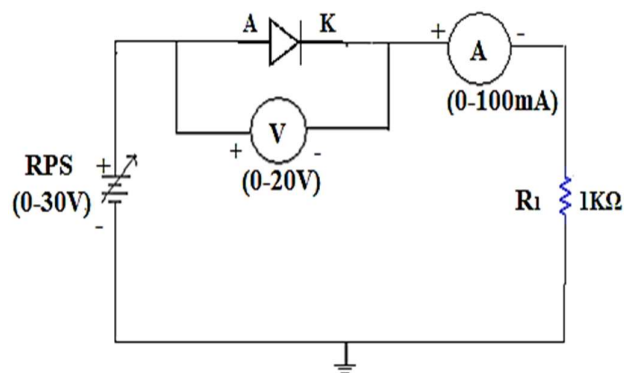 A K
+ A -
(0-100mA)
+ V -
(0-20V)
RPS +
(0-30V)
-
R1 1KΩ